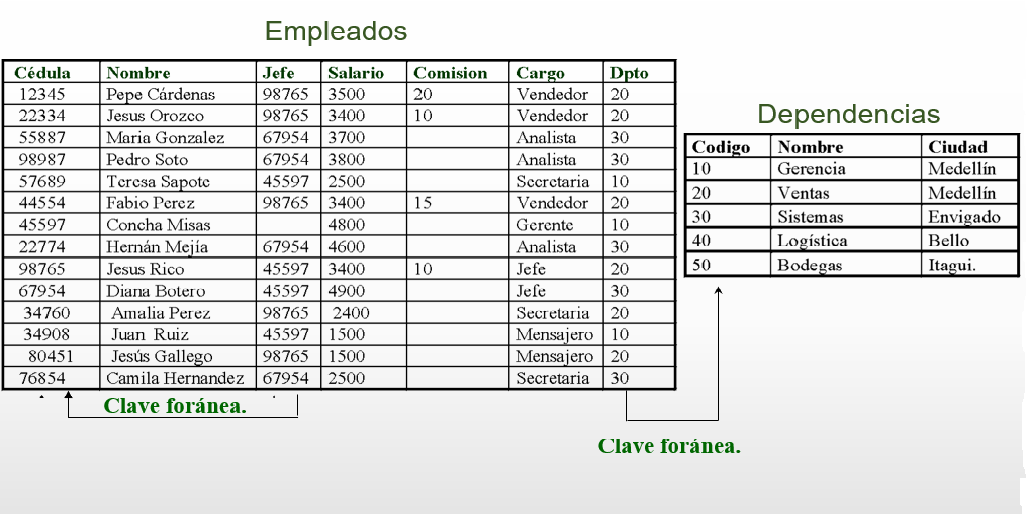 Empleados
Cédula Nombre Jefe Salario Comision Cargo Dpto
12345 Pepe Cárdenas 98765 3500 20 Vendedor 20
22334 Jesus Orozco 98765 3400 10 Vendedor 20
55887 Maria Gonzalez 67954 3700 Analista 30
98987 Pedro Soto 67954 3800 Analista 30
57689 Teresa Sapote 45597 2500 Secretaria 10
44554 Fabio Perez 98765 3400 15 Vendedor 20
45597 Concha Misas 4800 Gerente 10
22774 Hernán Mejía 67954 4600 Analista 30
98765 Jesus Rico 45597 3400 10 Jefe 20
67954 Diana Botero 45597 4900 Jefe 30
34760 Amalia Perez 98765 2400 Secretaria 20
34908 Juan Ruiz 45597 1500 Mensajero 10
80451 Jesús Gallego 98765 1500 Mensajero 20
76854 Camila Hernandez 67954 2500 Secretaria 30
Clave foránea.
Dependencias
Codigo Nombre Ciudad
10 Gerencia Medellín
20 Ventas Medellín
30 Sistemas Envigado
40 Logística Bello
50 Bodegas Itagui.
Clave foránea.